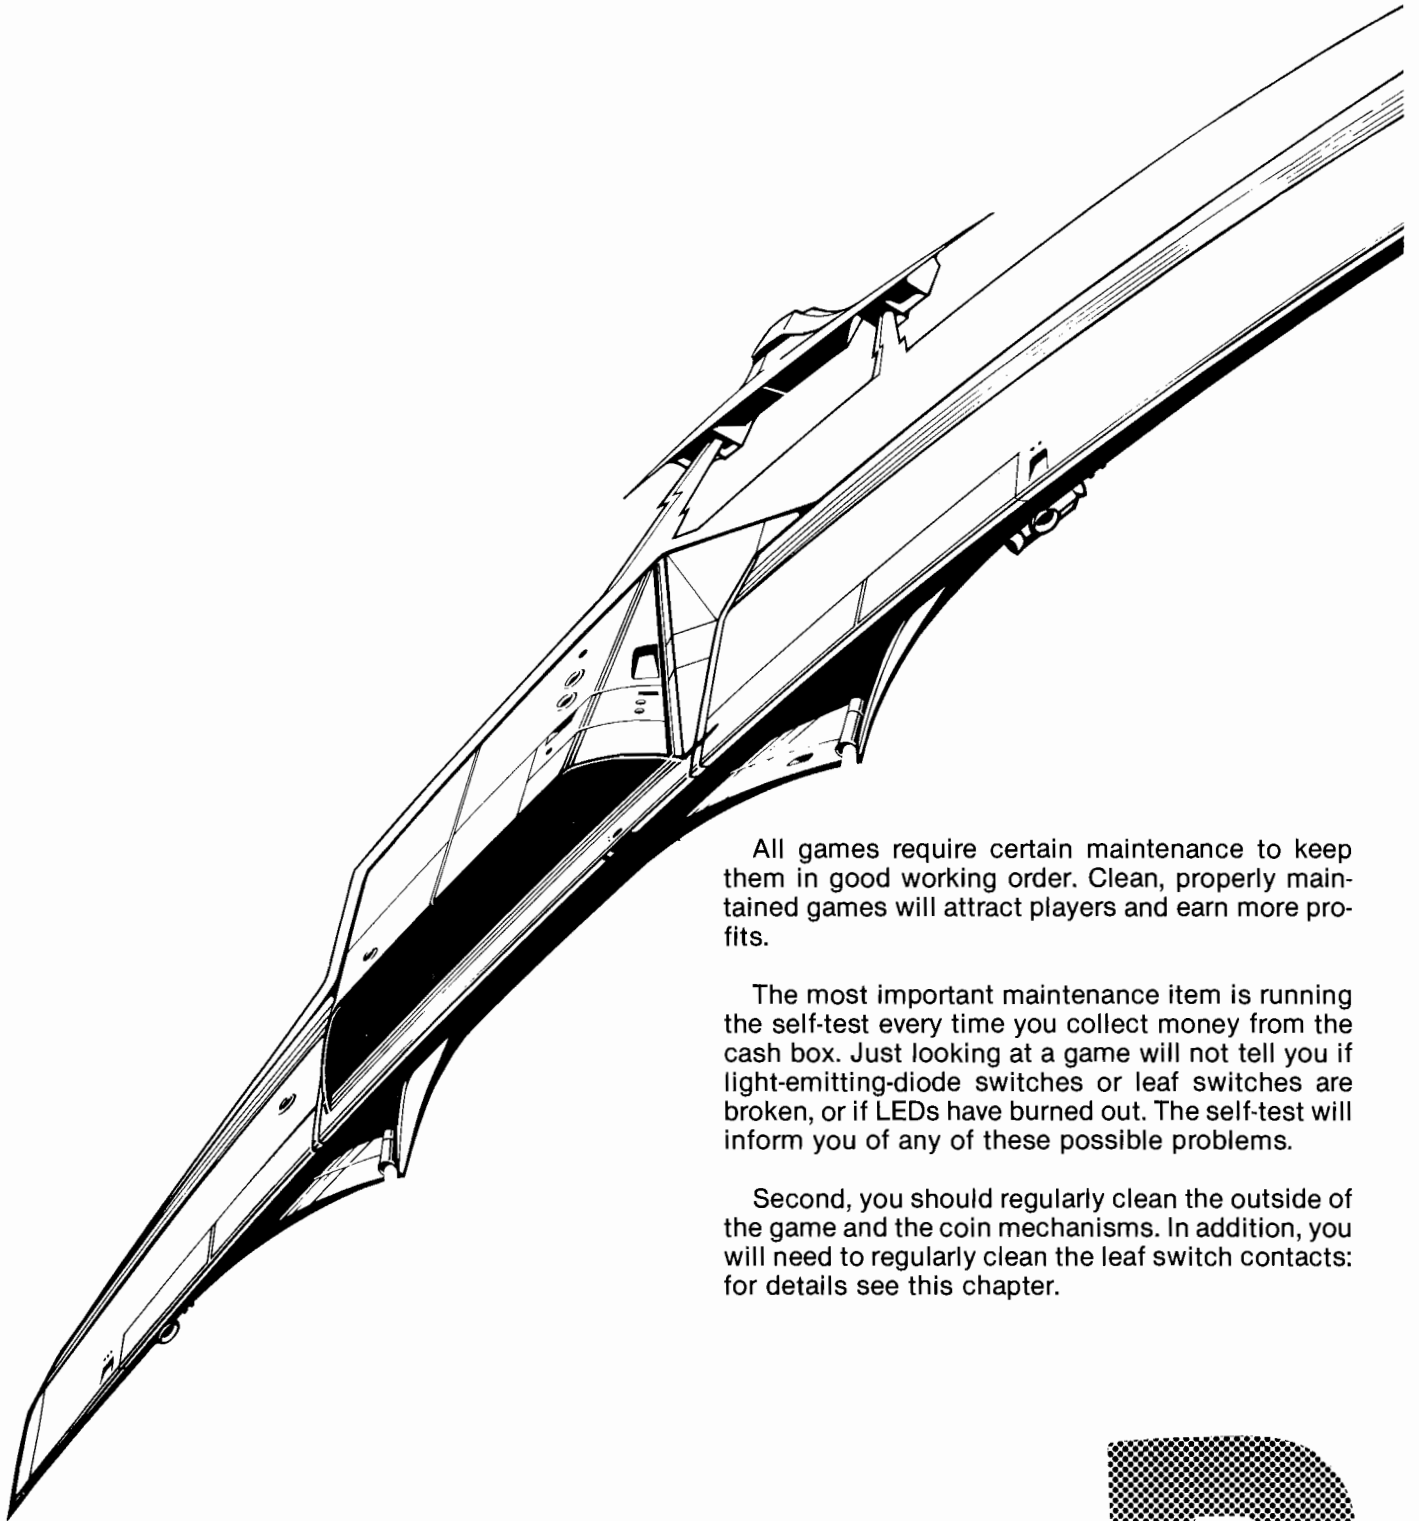 All games require certain maintenance to keep
them in good working order. Clean, properly main-
tained games will attract players and earn more pro-
fits.
The most important maintenance item is running
the self-test every time you collect money from the
cash box. Just looking at a game will not tell you if
light-emitting-diode switches or leaf switches are
broken, or if LEDs have burned out. The self-test will
inform you of any of these possible problems.
Second, you should regularly clean the outside of
the game and the coin mechanisms. In addition, you
will need to regularly clean the leaf switch contacts:
for details see this chapter.